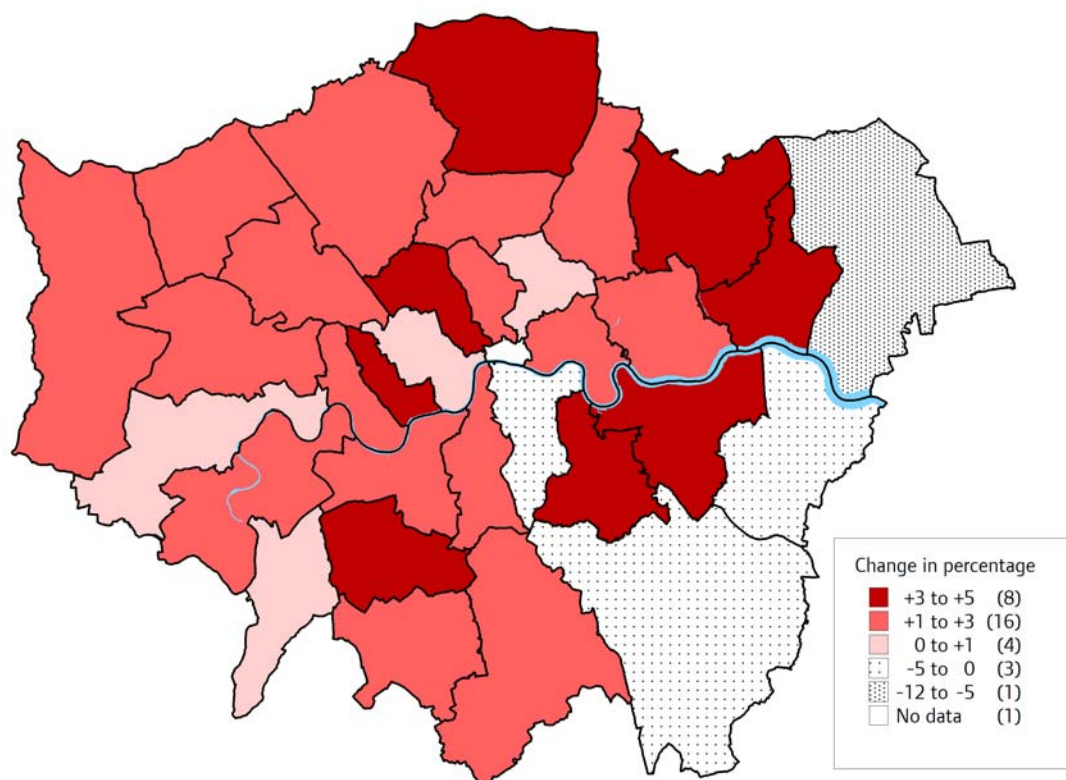 Change in percentage
+3 to +5 (8)
+1 to +3 (16)
0 to +1 (4)
-5 to 0 (3)
-12 to -5 (1)
No data (1)